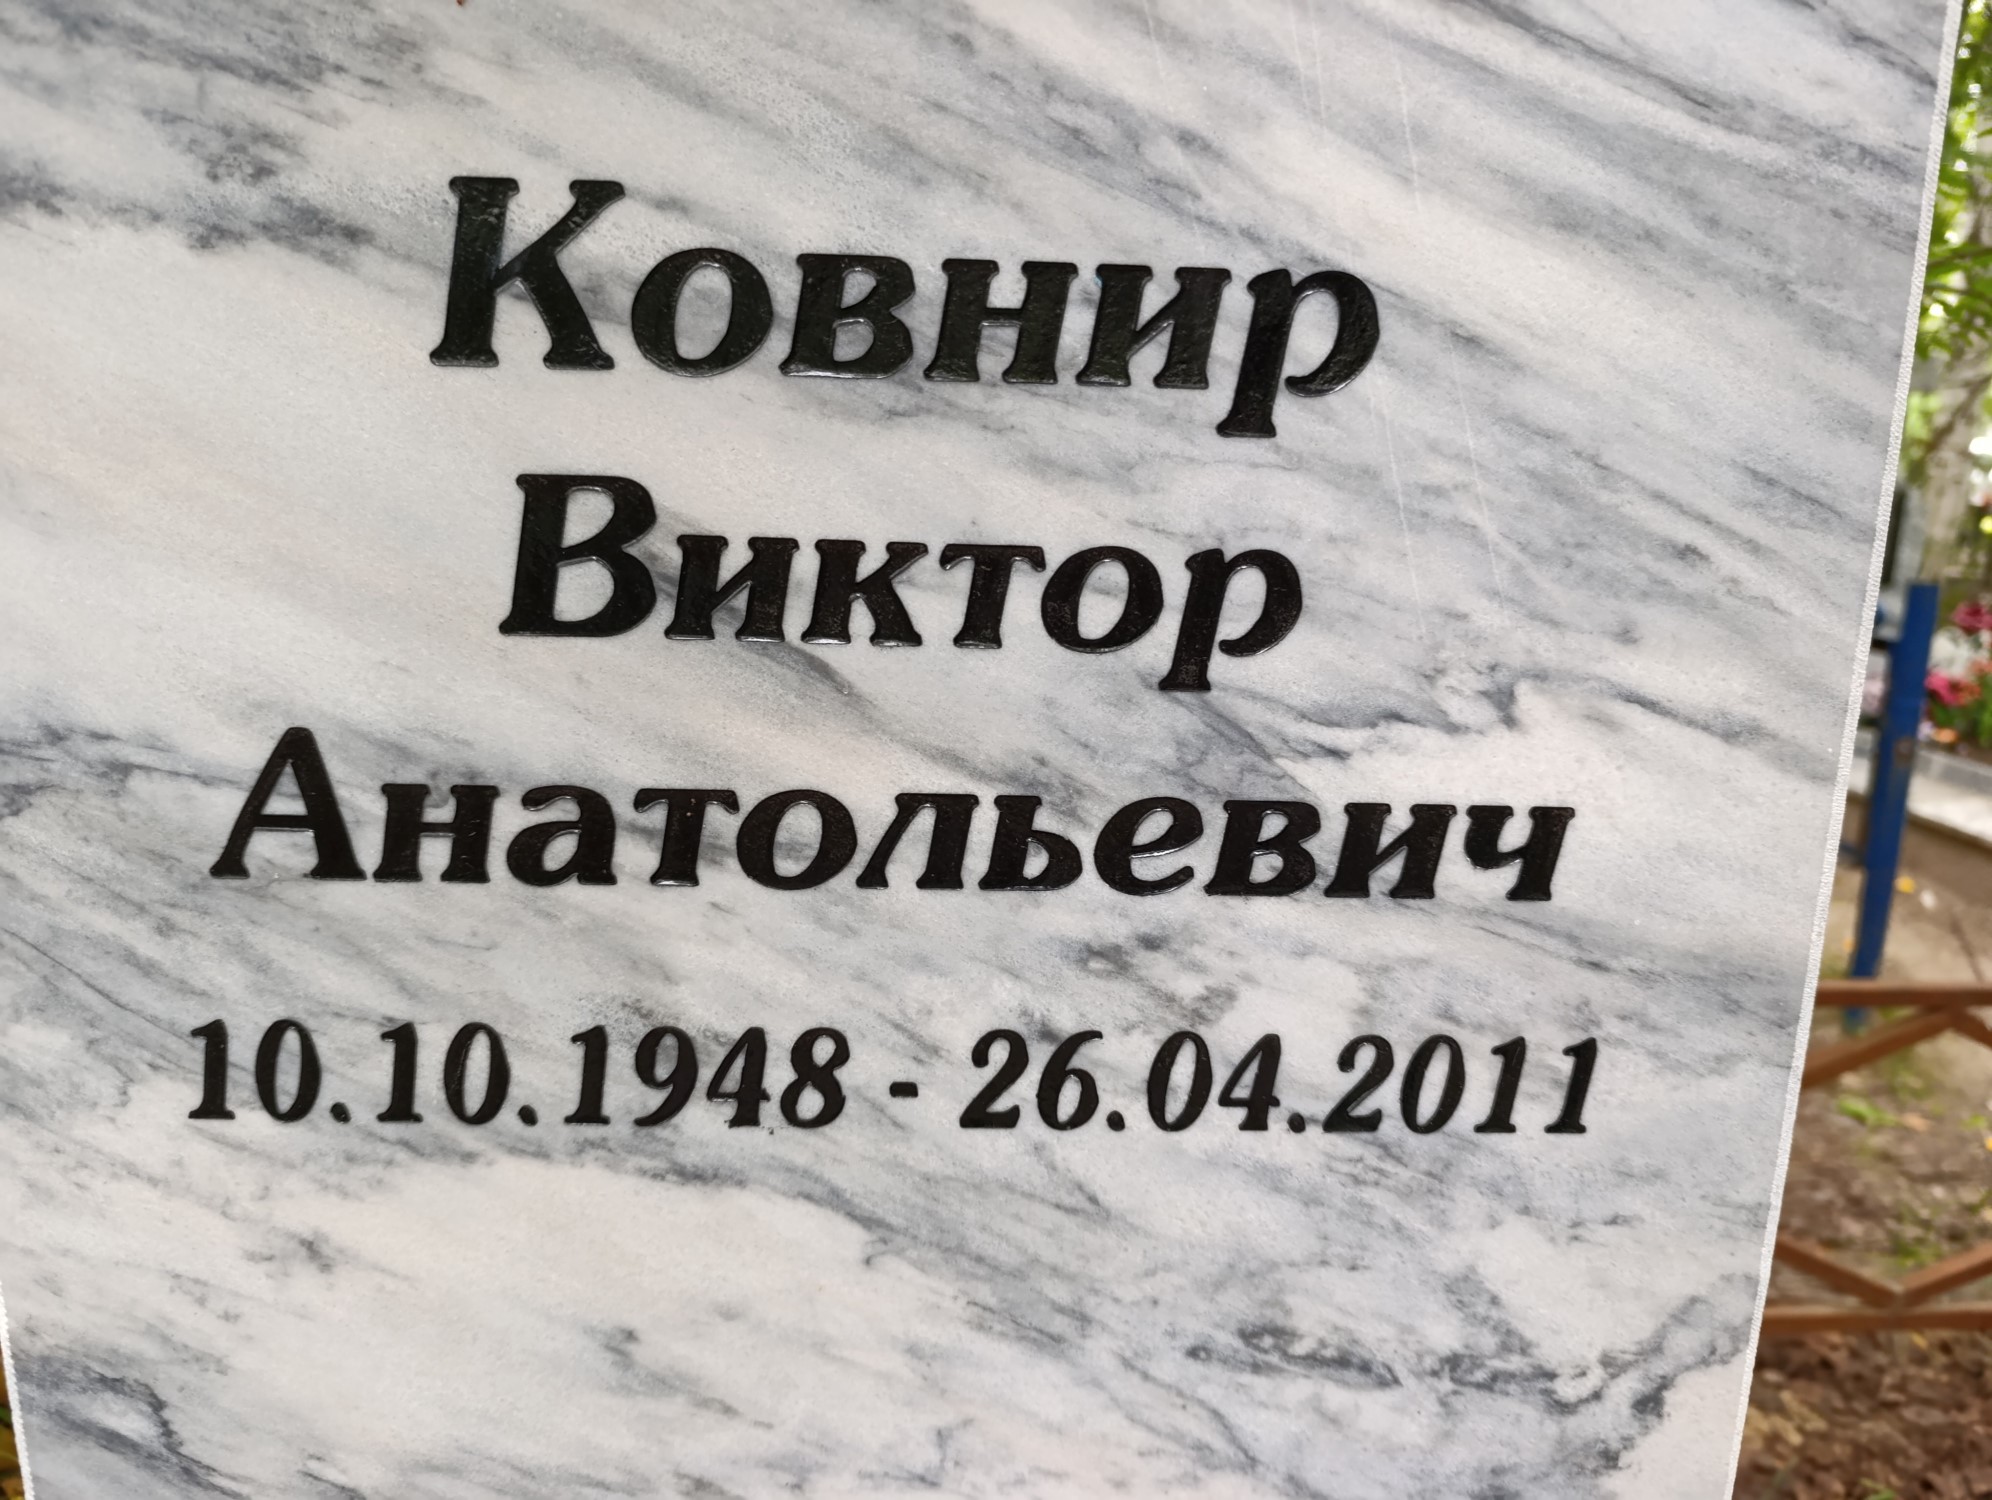 Ковнир
Виктор
Анатольевич
10.10.1948 - 26.04.2011